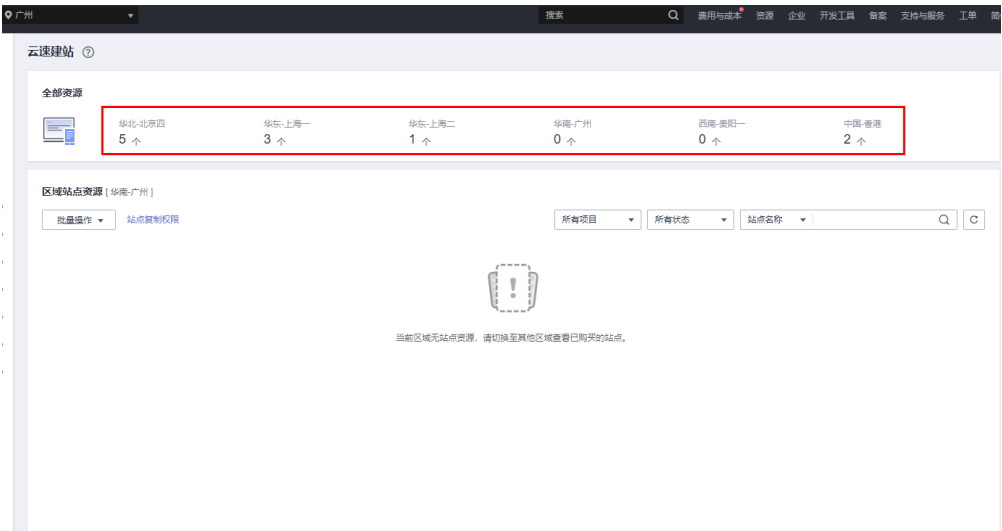 广州 搜索 费用与成本 资源 企业 开发工具 备案 支持与服务 工单
云速建站
全部资源
华北-北京四 华东-上海一 华东-上海二 华南-广州 西南-贵阳一 中国-香港
5 个 3 个 1 个 0 个 0 个 2 个
区域站点资源 [ 华南-广州 ]
批量操作 站点复制权限 所有项目 所有状态 站点名称
当前区域无站点资源，请切换至其他区域查看已购买的站点。